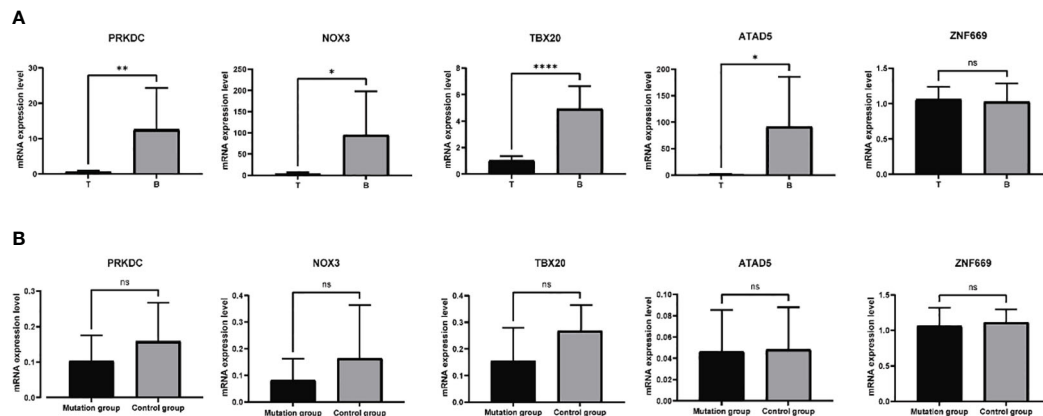 A
PRKDC
mRNA expression level
30
20
10
0
**
T B
NOX3
mRNA expression level
250
200
150
100
50
0
*
T B
TBX20
mRNA expression level
8
6
4
2
0
****
T B
ATAD5
mRNA expression level
200
150
100
50
0
*
T B
ZNF669
mRNA expression level
1.5
1.0
0.5
0.0
ns
T B
B
PRKDC
mRNA expression level
0.3
0.2
0.1
0.0
ns
Mutation group Control group
NOX3
mRNA expression level
0.4
0.3
0.2
0.1
0.0
ns
Mutation group Control group
TBX20
mRNA expression level
0.4
0.3
0.2
0.1
0.0
ns
Mutation group Control group
ATAD5
mRNA expression level
0.10
0.08
0.06
0.04
0.02
0.00
ns
Mutation group Control group
ZNF669
mRNA expression level
1.5
1.0
0.5
0.0
ns
Mutation group Control group